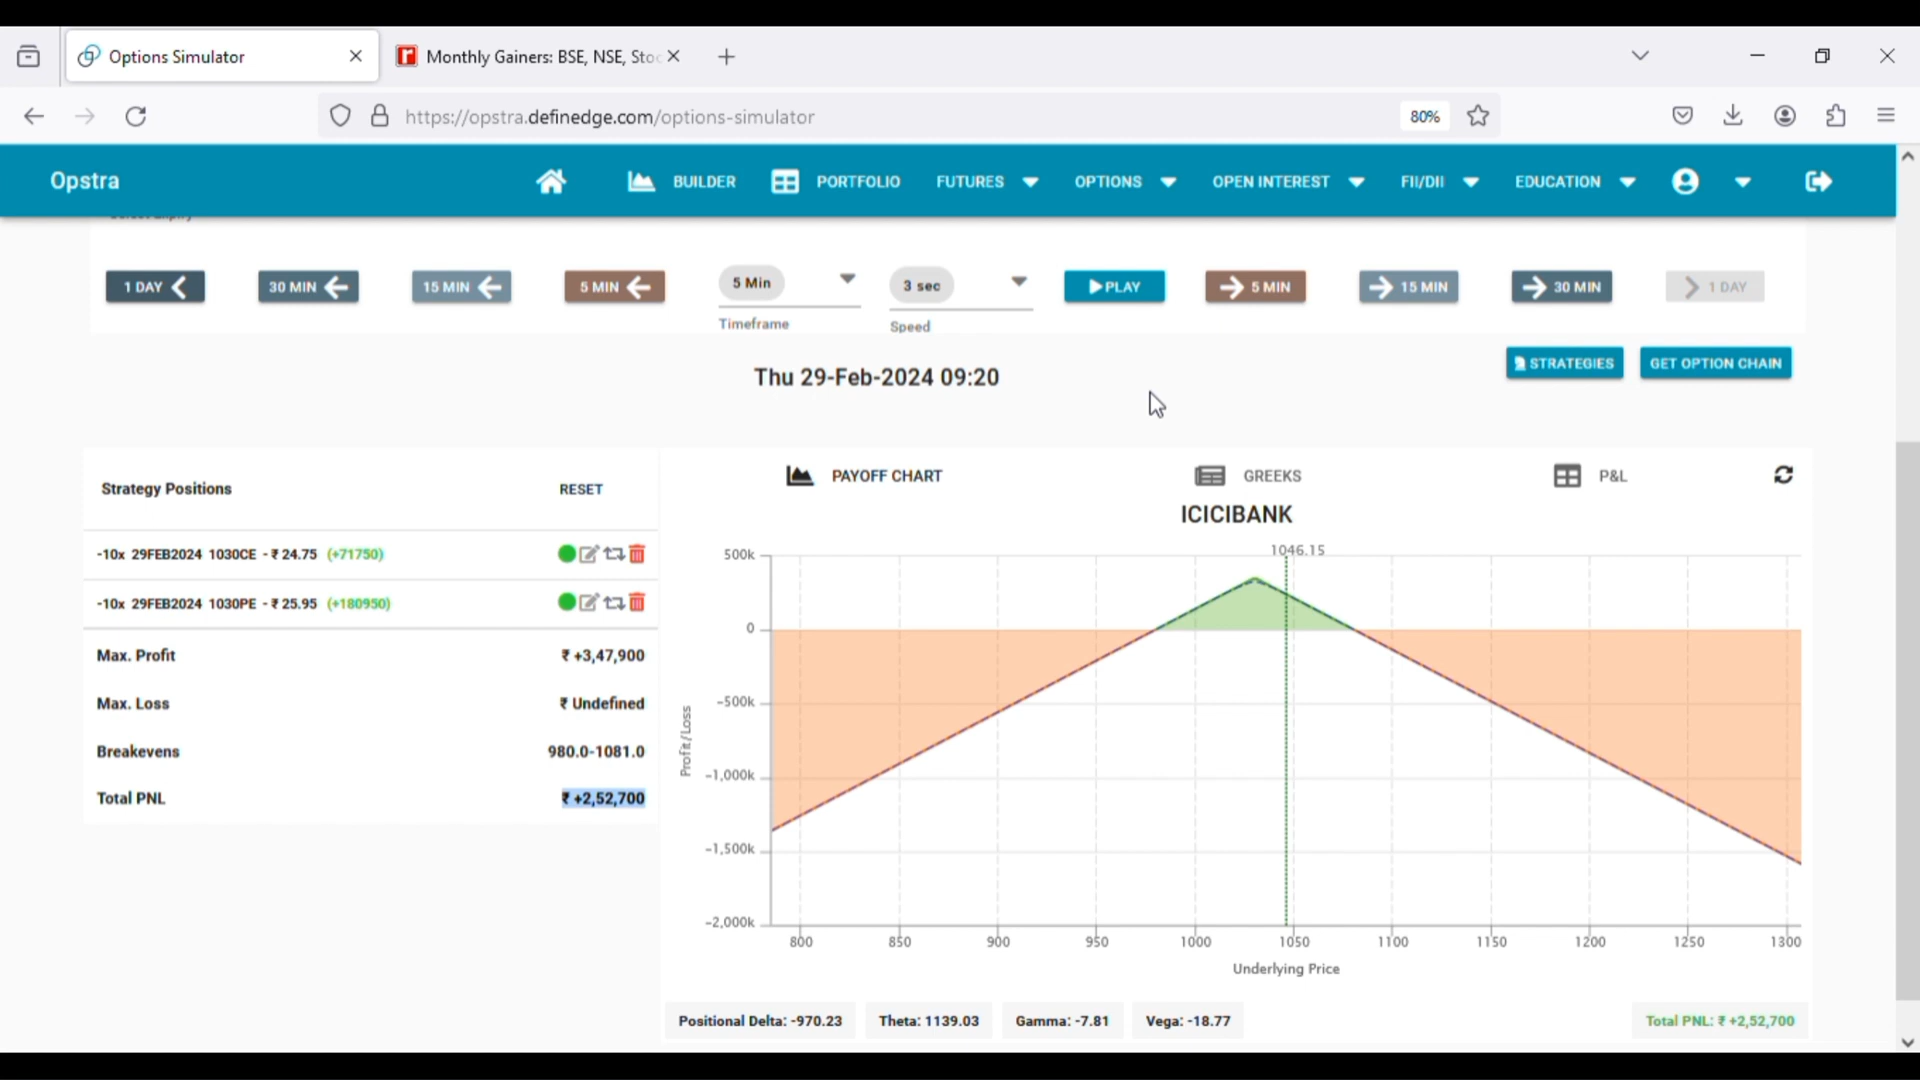 Options Simulator
Monthly Gainers: BSE, NSE, Stoc
https://opstra.definedge.com/options-simulator
80%
Opstra
BUILDER
PORTFOLIO
FUTURES
OPTIONS
OPEN INTEREST
FII/DII
EDUCATION
1 DAY
30 MIN
15 MIN
5 MIN
5 Min
Timeframe
3 sec
Speed
PLAY
5 MIN
15 MIN
30 MIN
1 DAY
Thu 29-Feb-2024 09:20
STRATEGIES
GET OPTION CHAIN
Strategy Positions
RESET
-10x 29FEB2024 1030CE - ₹ 24.75 (+71750)
-10x 29FEB2024 1030PE - ₹ 25.95 (+180950)
Max. Profit
₹ +3,47,900
Max. Loss
₹ Undefined
Breakevens
980.0-1081.0
Total PNL
₹ +2,52,700
PAYOFF CHART
GREEKS
P&L
ICICIBANK
1046.15
500k
0
-500k
-1,000k
-1,500k
-2,000k
Profit/Loss
800
850
900
950
1000
1050
1100
1150
1200
1250
1300
Underlying Price
Positional Delta: -970.23
Theta: 1139.03
Gamma: -7.81
Vega: -18.77
Total PNL: ₹ +2,52,700